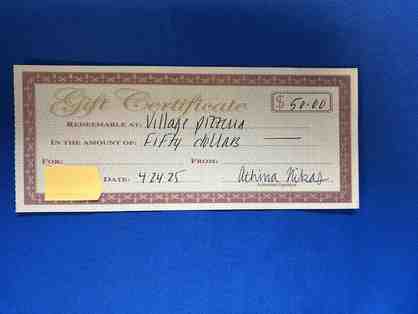 Gift Certificate $ 50.00
REDEEMABLE AT: Village pizzeria
IN THE AMOUNT OF: Fifty dollars
FOR: FROM:
DATE: 4.24.25 Athina Nikas